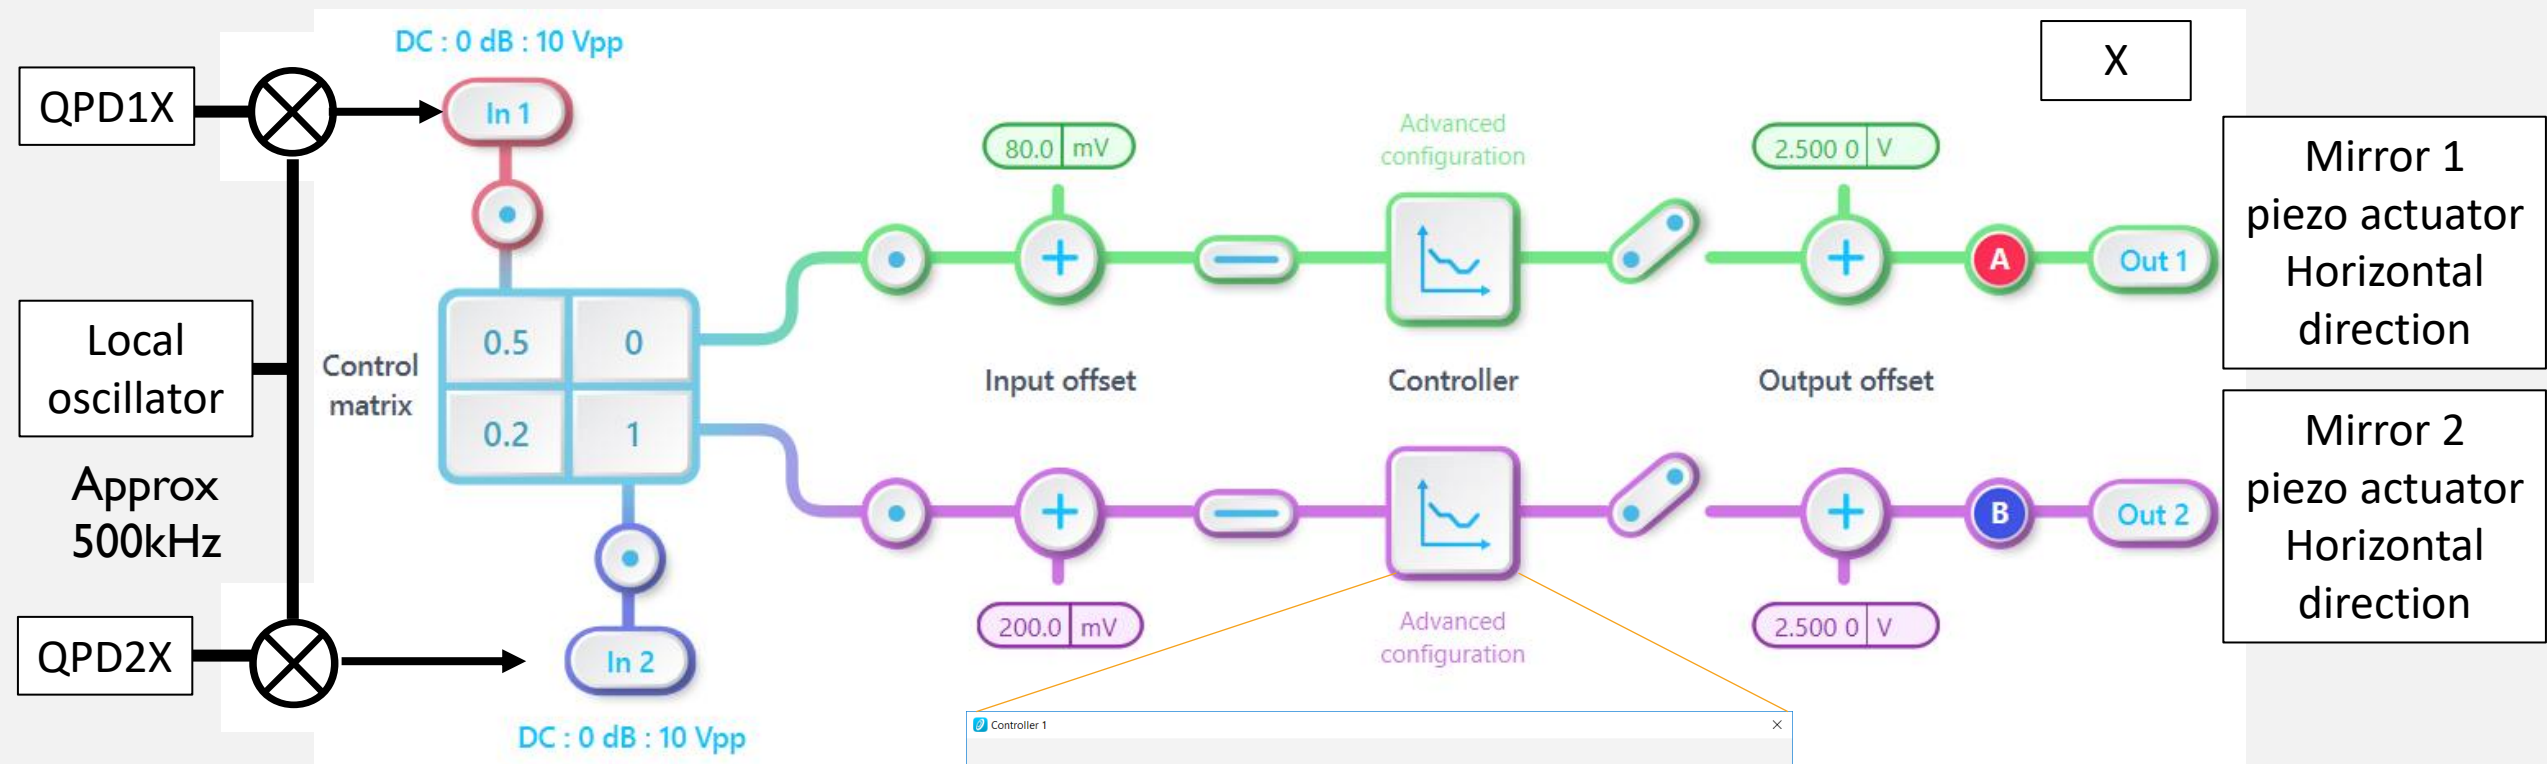 DC : 0 dB : 10 Vpp
X
QPD1X
In 1
80.0 mV
Advanced
configuration
2.500 0 V
Mirror 1
piezo actuator
Horizontal
direction
A
Out 1
Local
oscillator
Approx
500kHz
Control
matrix
0.5 0
0.2 1
Input offset
Controller
Output offset
Mirror 2
piezo actuator
Horizontal
direction
B
Out 2
QPD2X
In 2
200.0 mV
Advanced
configuration
2.500 0 V
DC : 0 dB : 10 Vpp
Controller 1